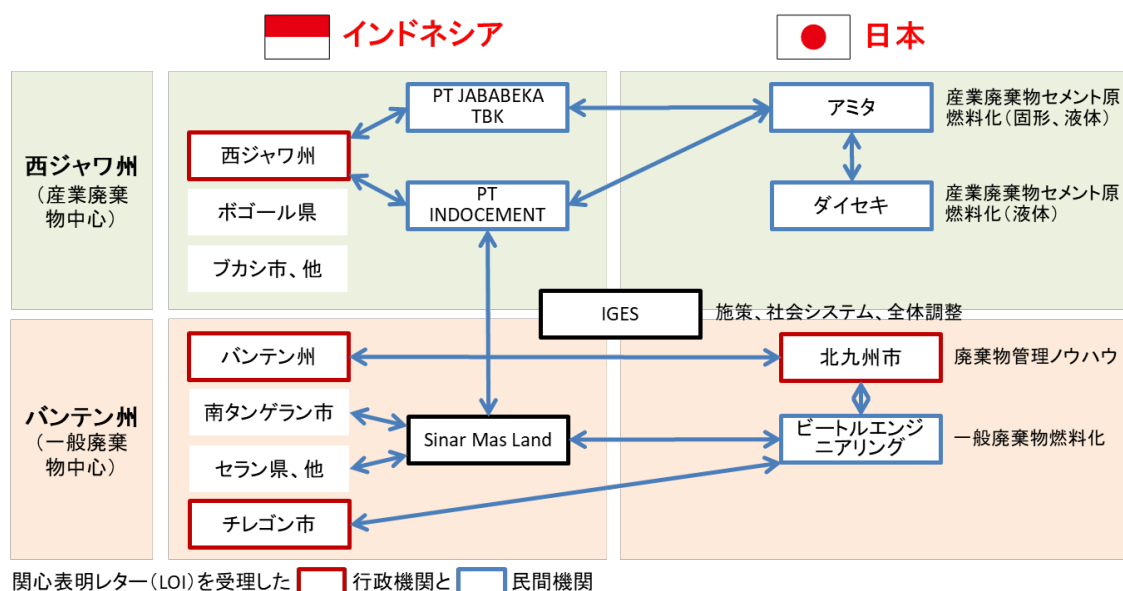 インドネシア
日本
西ジャワ州
（産業廃棄
物中心）
西ジャワ州
ボゴール県
ブカシ市、他
PT JABABEKA
TBK
PT
INDOCEMENT
アミタ
産業廃棄物セメント原
燃料化（固形、液体）
ダイセキ
産業廃棄物セメント原
燃料化（液体）
IGES
施策、社会システム、全体調整
バンテン州
（一般廃棄
物中心）
バンテン州
南タンゲラン市
セラン県、他
チレゴン市
Sinar Mas Land
北九州市
廃棄物管理ノウハウ
ビートルエンジ
ニアリング
一般廃棄物燃料化
関心表明レター（LOI）を受理した 行政機関と 民間機関